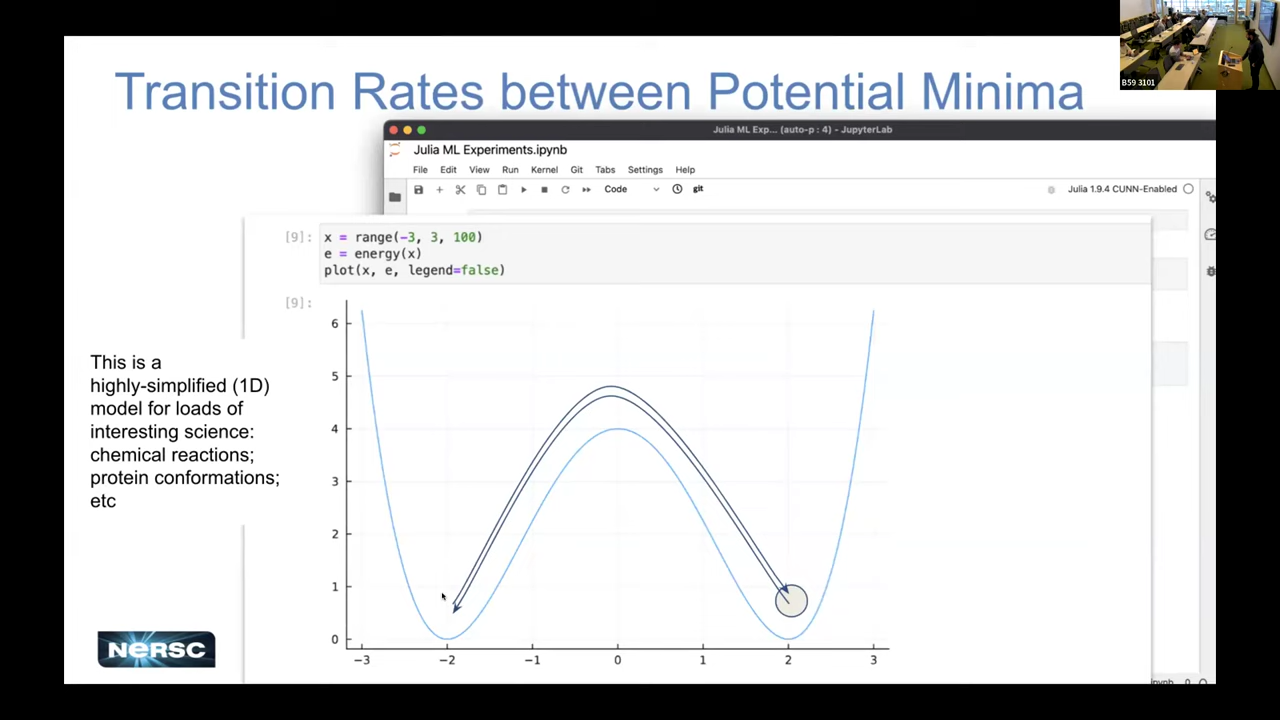 Transition Rates between Potential Minima
B59 3101
Julia ML Exp... (auto-p : 4) - JupyterLab
Julia ML Experiments.ipynb
File Edit View Run Kernel Git Tabs Settings Help
Code
git
Julia 1.9.4 CUNN-Enabled
[9]:
x = range(-3, 3, 100)
e = energy(x)
plot(x, e, legend=false)
[9]:
6
5
4
3
2
1
0
-3 -2 -1 0 1 2 3
This is a
highly-simplified (1D)
model for loads of
interesting science:
chemical reactions;
protein conformations;
etc
NERSC